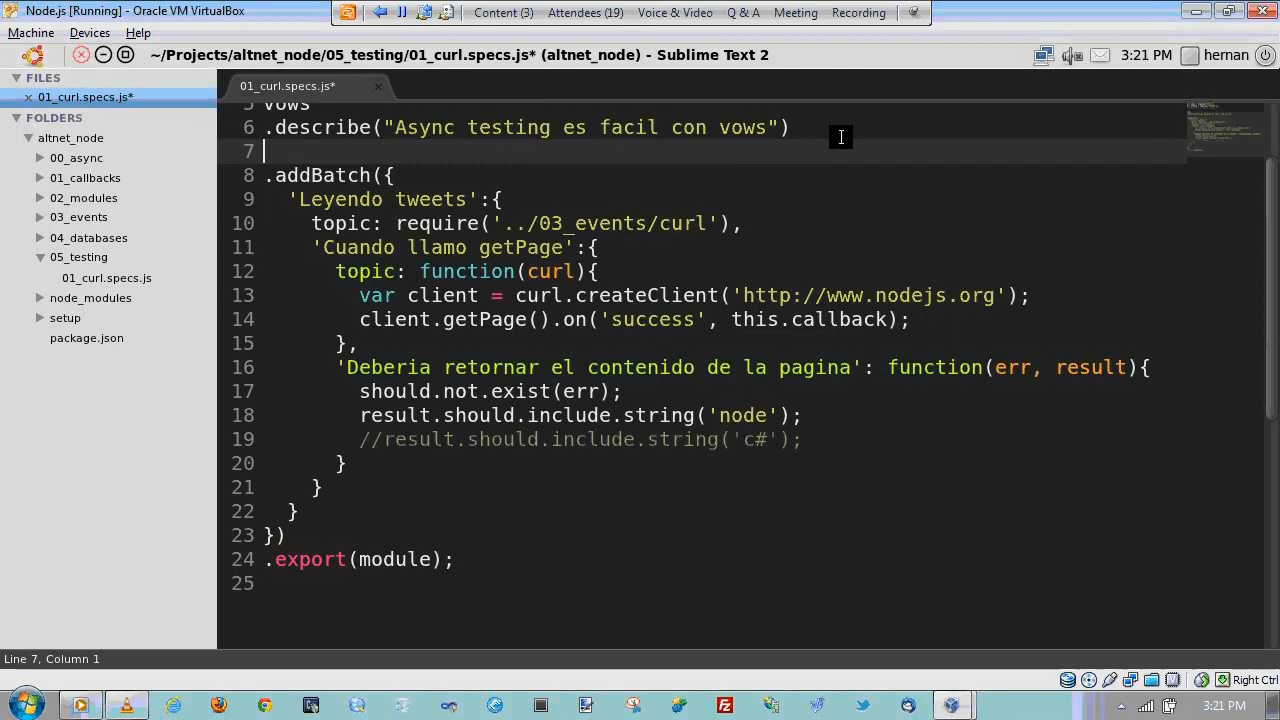 Node.js [Running] - Oracle VM VirtualBox
Content (3) Attendees (19) Voice & Video Q & A Meeting Recording
Machine Devices Help
~/Projects/altnet_node/05_testing/01_curl.specs.js* (altnet_node) - Sublime Text 2
3:21 PM hernan
FILES
× 01_curl.specs.js*
FOLDERS
altnet_node
00_async
01_callbacks
02_modules
03_events
04_databases
05_testing
01_curl.specs.js
node_modules
setup
package.json
01_curl.specs.js* ×
5 vows
6 .describe("Async testing es facil con vows")
7
8 .addBatch({
9 'Leyendo tweets':{
10 topic: require('../03_events/curl'),
11 'Cuando llamo getPage':{
12 topic: function(curl){
13 var client = curl.createClient('http://www.nodejs.org');
14 client.getPage().on('success', this.callback);
15 },
16 'Deberia retornar el contenido de la pagina': function(err, result){
17 should.not.exist(err);
18 result.should.include.string('node');
19 //result.should.include.string('c#');
20 }
21 }
22 }
23 })
24 .export(module);
25
Line 7, Column 1
Right Ctrl
3:21 PM